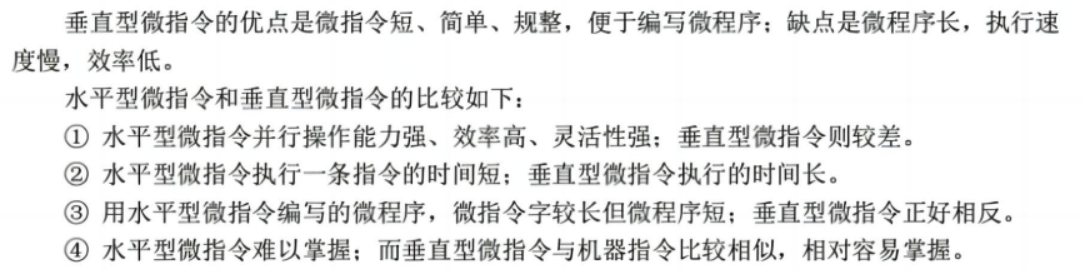 垂直型微指令的优点是微指令短、简单、规整，便于编写微程序；缺点是微程序长，执行速
度慢，效率低。
水平型微指令和垂直型微指令的比较如下：
① 水平型微指令并行操作能力强、效率高、灵活性强；垂直型微指令则较差。
② 水平型微指令执行一条指令的时间短；垂直型微指令执行的时间长。
③ 用水平型微指令编写的微程序，微指令字较长但微程序短；垂直型微指令正好相反。
④ 水平型微指令难以掌握；而垂直型微指令与机器指令比较相似，相对容易掌握。